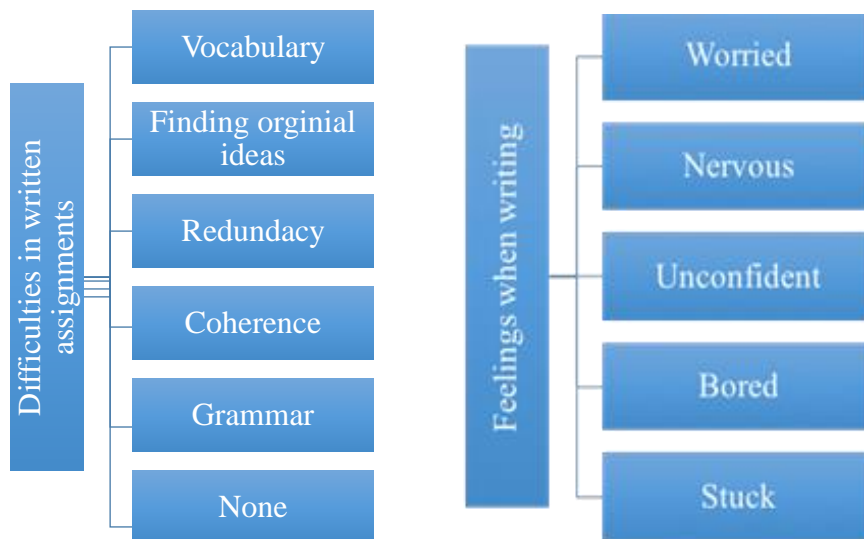 Difficulties in written
assignments
Vocabulary
Finding orginial
ideas
Redundacy
Coherence
Grammar
None
Feelings when writing
Worried
Nervous
Unconfident
Bored
Stuck